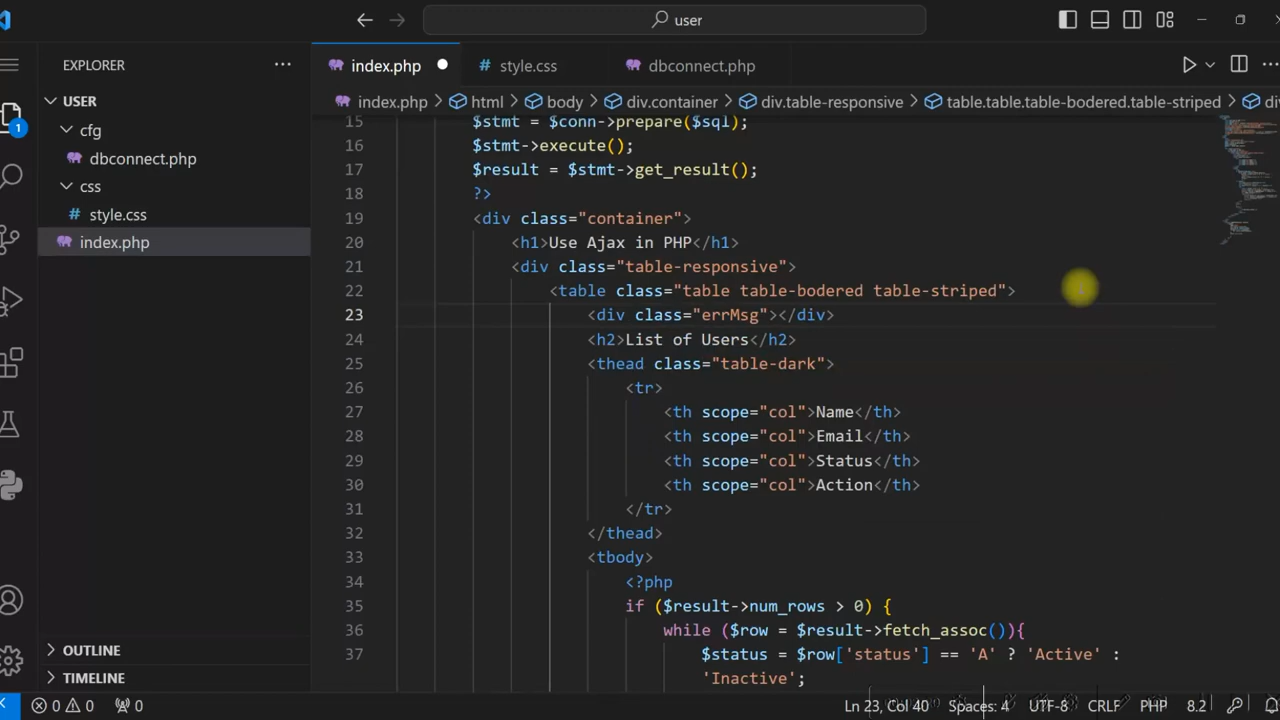 user
EXPLORER
index.php
style.css
dbconnect.php
USER
cfg
dbconnect.php
css
style.css
index.php
1
OUTLINE
TIMELINE
index.php > html > body > div.container > div.table-responsive > table.table.table-bodered.table-striped >
15 $stmt = $conn->prepare($sql);
16 $stmt->execute();
17 $result = $stmt->get_result();
18 ?>
19 <div class="container">
20 <h1>Use Ajax in PHP</h1>
21 <div class="table-responsive">
22 <table class="table table-bodered table-striped">
23 <div class="errMsg"></div>
24 <h2>List of Users</h2>
25 <thead class="table-dark">
26 <tr>
27 <th scope="col">Name</th>
28 <th scope="col">Email</th>
29 <th scope="col">Status</th>
30 <th scope="col">Action</th>
31 </tr>
32 </thead>
33 <tbody>
34 <?php
35 if ($result->num_rows > 0) {
36 while ($row = $result->fetch_assoc()){
37 $status = $row['status'] == 'A' ? 'Active' :
'Inactive';
0 0 0 Ln 23, Col 40 Spaces: 4 UTF-8 CRLF PHP 8.2